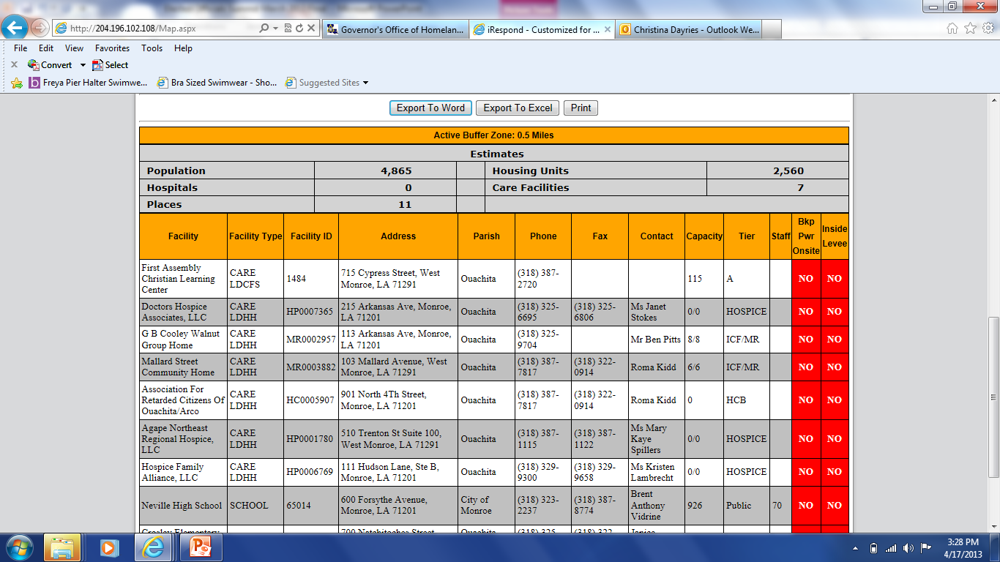 http://204.196.102.108/Map.aspx
Governor's Office of Homelan...
iRespond - Customized for ...
Christina Dayries - Outlook We...
File Edit View Favorites Tools Help
Convert Select
Freya Pier Halter Swimwe... Bra Sized Swimwear - Sho... Suggested Sites
Export To Word Export To Excel Print
Active Buffer Zone: 0.5 Miles
Estimates
Population 4,865 Housing Units 2,560
Hospitals 0 Care Facilities 7
Places 11
Facility Facility Type Facility ID Address Parish Phone Fax Contact Capacity Tier Staff Bkp Pwr Onsite Inside Levee
First Assembly Christian Learning Center CARE LDCFS 1484 715 Cypress Street, West Monroe, LA 71291 Ouachita (318) 387-2720 115 A NO NO
Doctors Hospice Associates, LLC CARE LDHH HP0007365 215 Arkansas Ave, Monroe, LA 71201 Ouachita (318) 325-6695 (318) 325-6806 Ms Janet Stokes 0/0 HOSPICE NO NO
G B Cooley Walnut Group Home CARE LDHH MR0002957 113 Arkansas Ave, Monroe, LA 71201 Ouachita (318) 325-9704 Mr Ben Pitts 8/8 ICF/MR NO NO
Mallard Street Community Home CARE LDHH MR0003882 103 Mallard Avenue, West Monroe, LA 71291 Ouachita (318) 387-7817 (318) 322-0914 Roma Kidd 6/6 ICF/MR NO NO
Association For Retarded Citizens Of Ouachita/Arco CARE LDHH HC0005907 901 North 4Th Street, Monroe, LA 71201 Ouachita (318) 387-7817 (318) 322-0914 Roma Kidd 0 HCB NO NO
Agape Northeast Regional Hospice, LLC CARE LDHH HP0001780 510 Trenton St Suite 100, West Monroe, LA 71291 Ouachita (318) 387-1115 (318) 387-1122 Ms Mary Kaye Spillers 0/0 HOSPICE NO NO
Hospice Family Alliance, LLC CARE LDHH HP0006769 111 Hudson Lane, Ste B, Monroe, LA 71201 Ouachita (318) 329-9300 (318) 329-9658 Ms Kristen Lambrecht 0/0 HOSPICE NO NO
Neville High School SCHOOL 65014 600 Forsythe Avenue, Monroe, LA 71201 City of Monroe (318) 323-2237 (318) 387-8774 Brent Anthony Vidrine 926 Public 70 NO NO
Elementary 700 Natchitoches Street Ouachita (318) 325- (318) 322- Janice
3:28 PM
4/17/2013